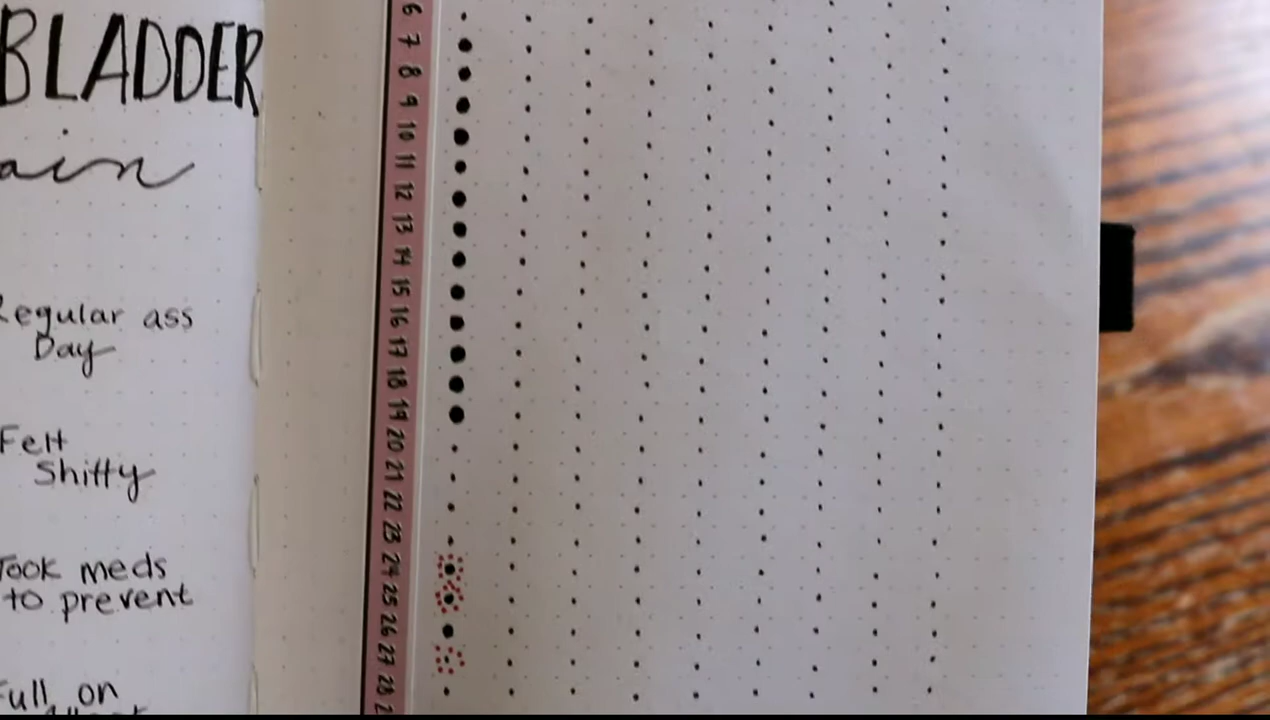 BLADDER
ain
Regular ass
Day
Felt
Shitty
Took meds
to prevent
Full on
6
7
8
9
10
11
12
13
14
15
16
17
18
19
20
21
22
23
24
25
26
27
28